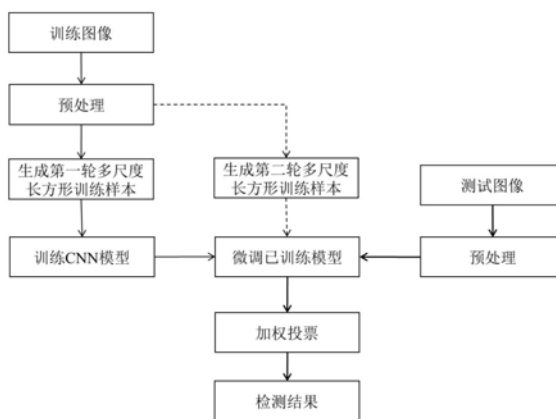 训练图像
预处理
生成第一轮多尺度
长方形训练样本
生成第二轮多尺度
长方形训练样本
测试图像
训练CNN模型
微调已训练模型
预处理
加权投票
检测结果